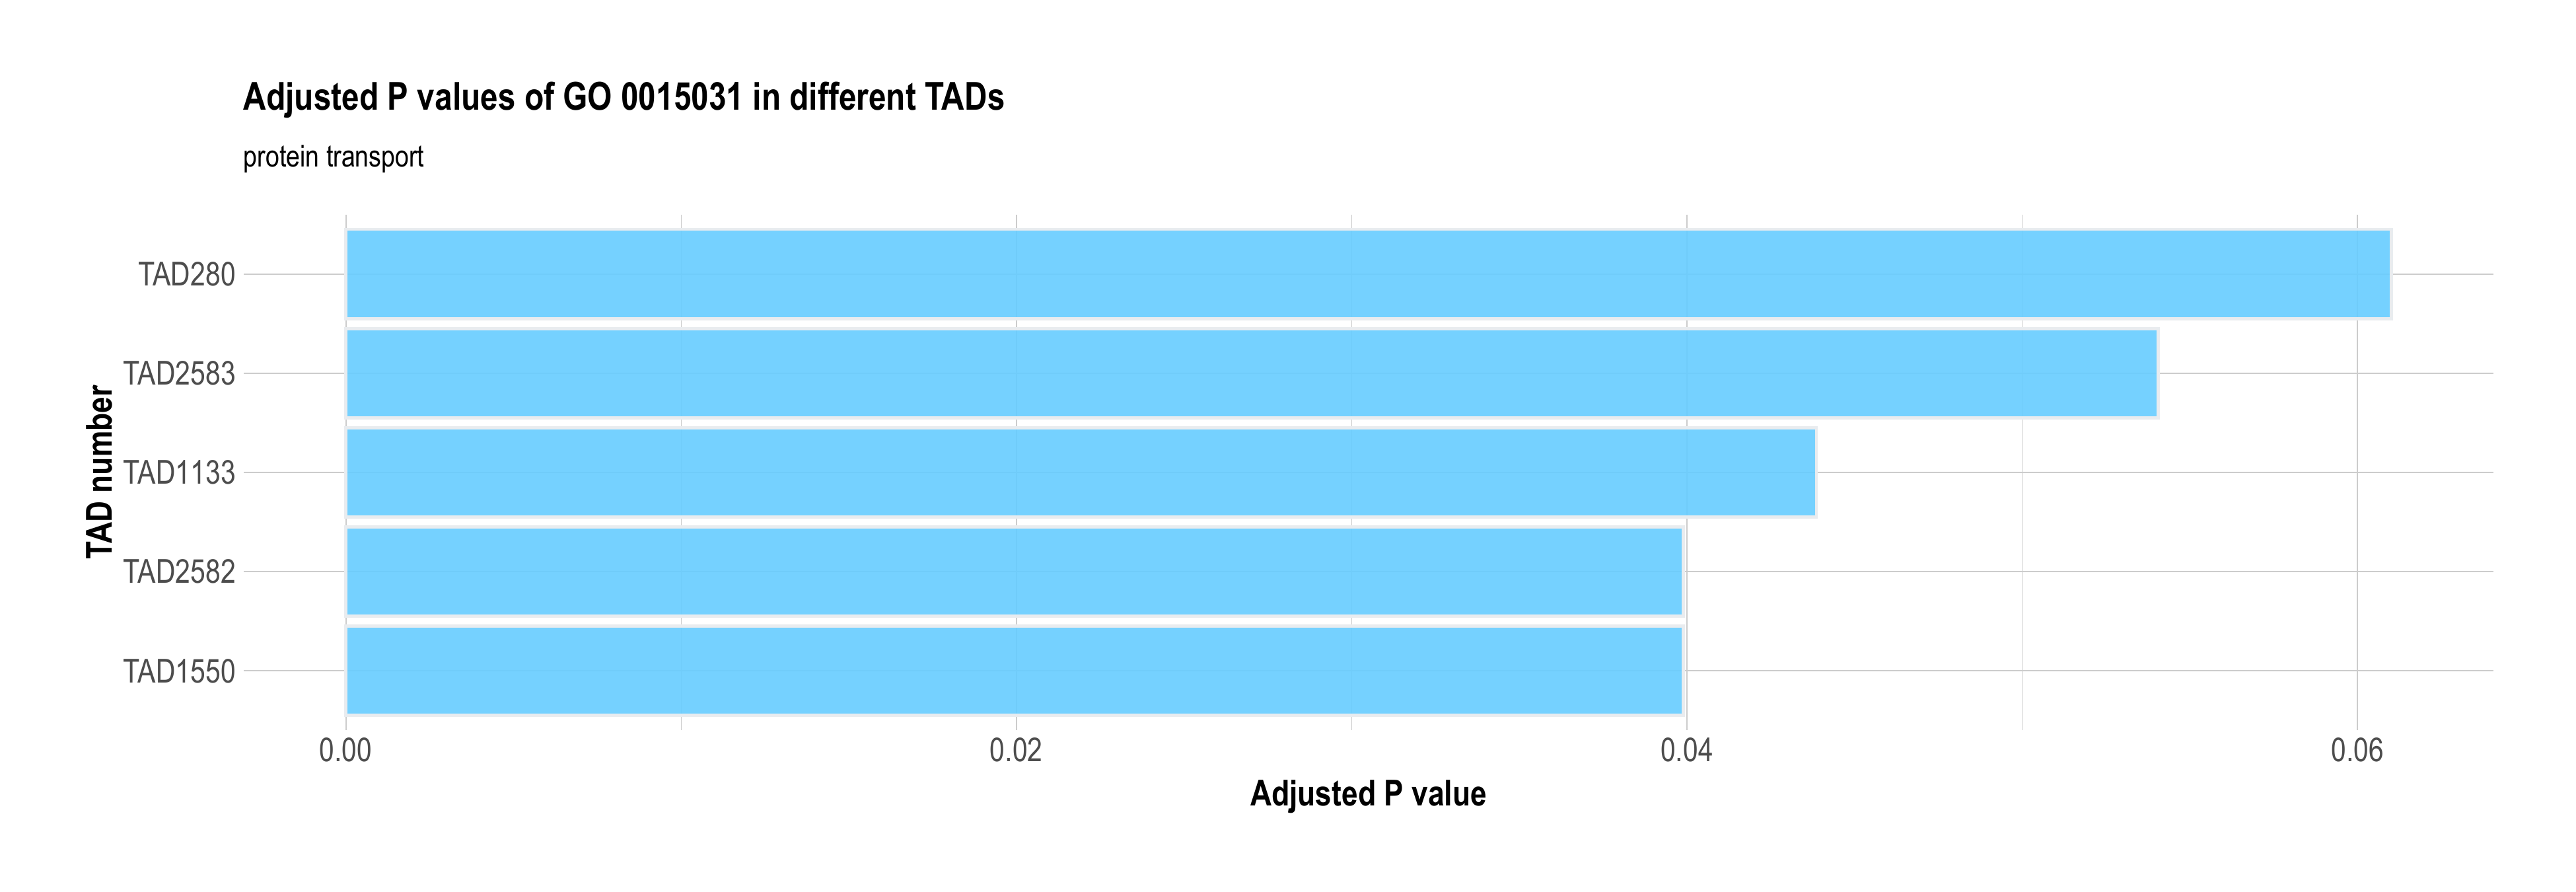 Adjusted P values of GO 0015031 in different TADs
protein transport
TAD number
TAD280
TAD2583
TAD1133
TAD2582
TAD1550
0.00 0.02 0.04 0.06
Adjusted P value